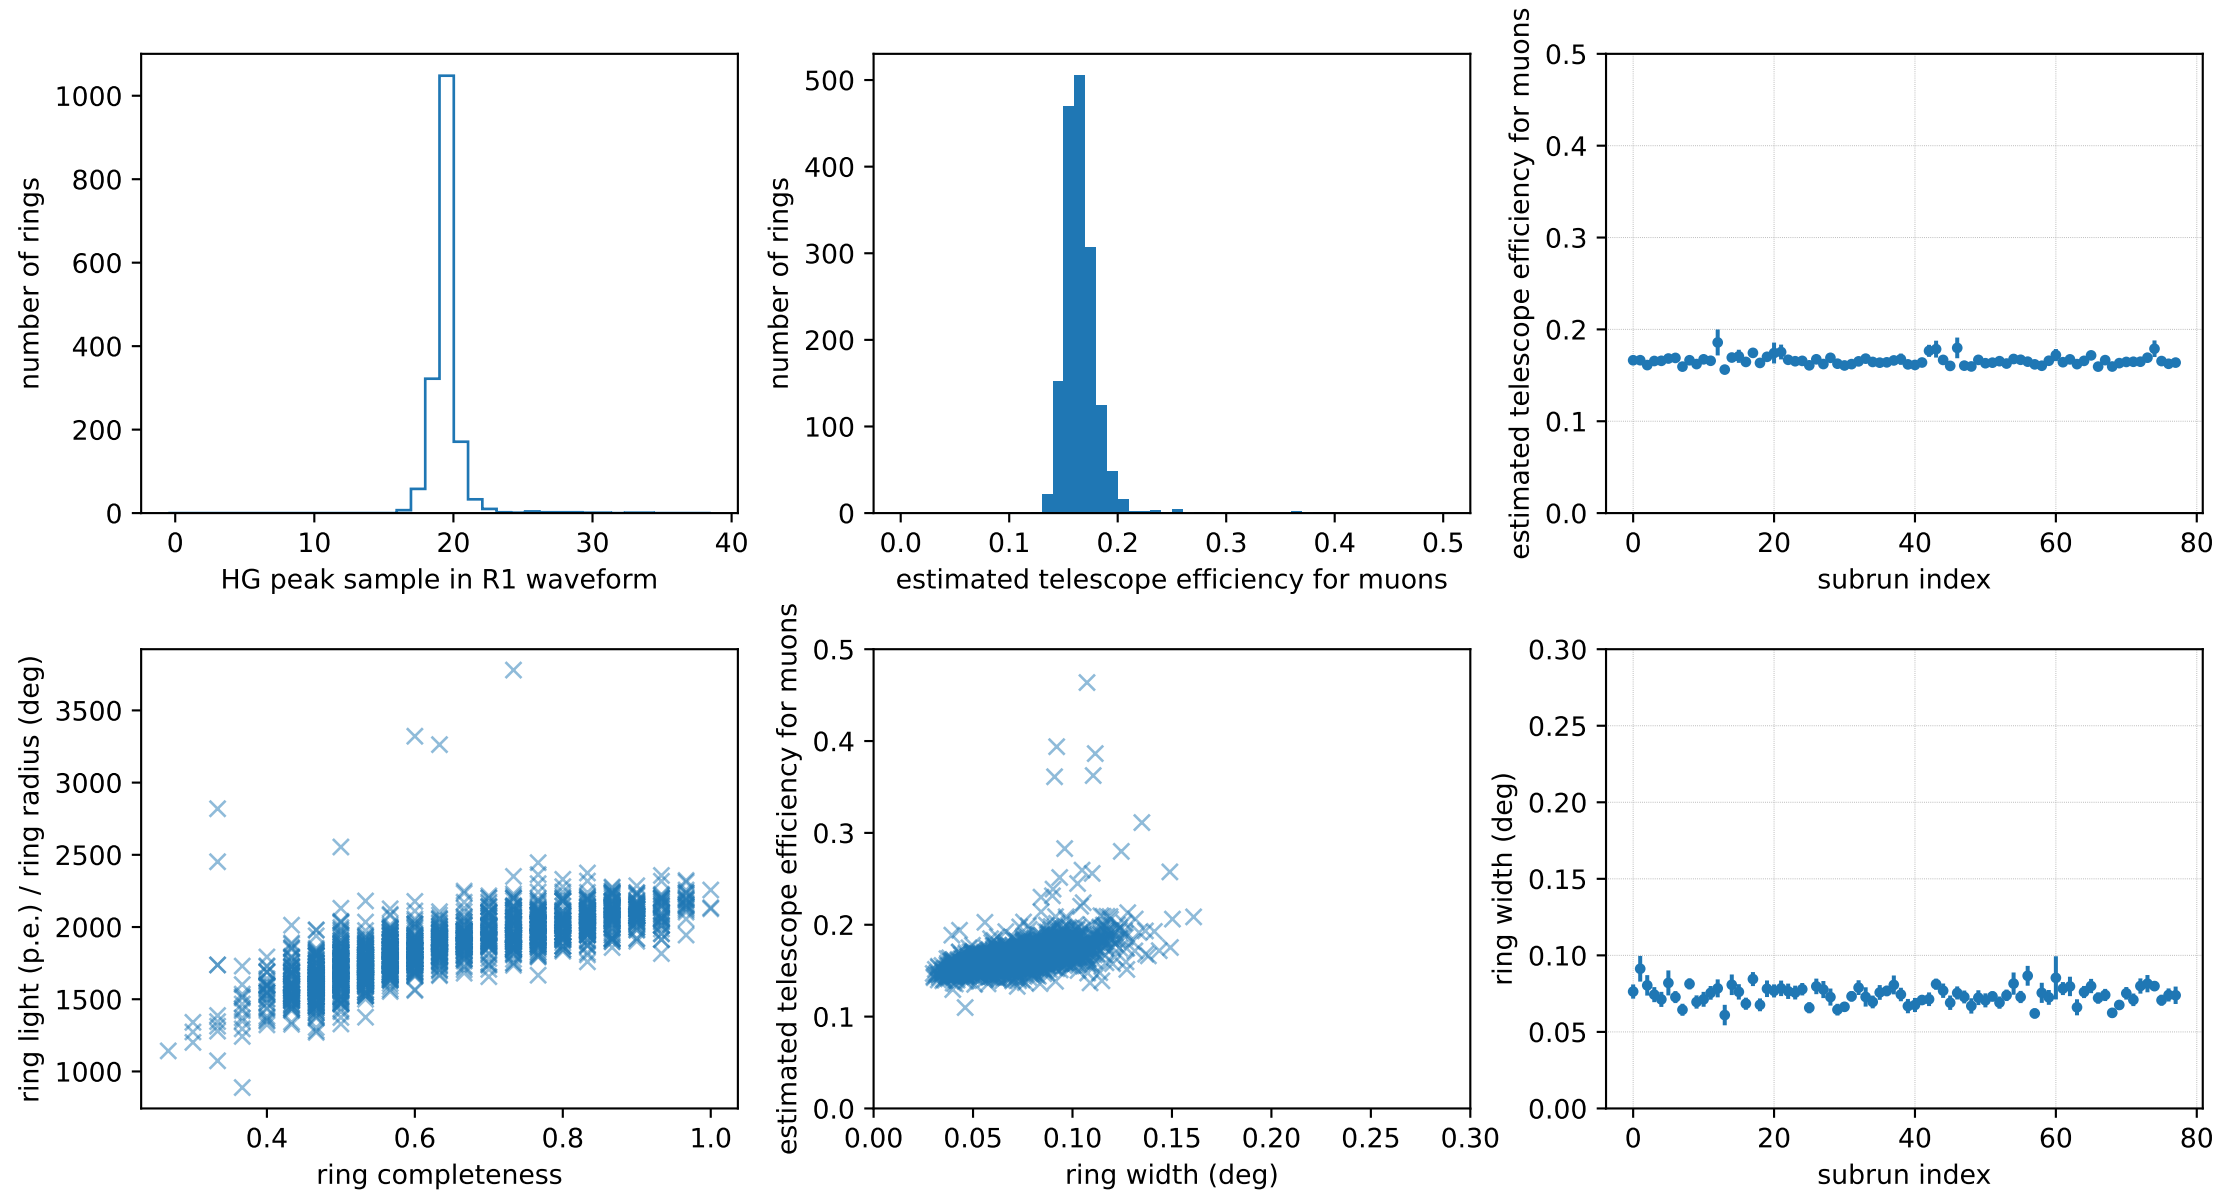 number of rings
1000
800
600
400
200
0
0 10 20 30 40
HG peak sample in R1 waveform
number of rings
500
400
300
200
100
0
0.0 0.1 0.2 0.3 0.4 0.5
estimated telescope efficiency for muons
estimated telescope efficiency for muons
0.5
0.4
0.3
0.2
0.1
0.0
0 20 40 60 80
subrun index
ring light (p.e.) / ring radius (deg)
3500
3000
2500
2000
1500
1000
0.4 0.6 0.8 1.0
ring completeness
estimated telescope efficiency for muons
0.5
0.4
0.3
0.2
0.1
0.0
0.00 0.05 0.10 0.15 0.20 0.25 0.30
ring width (deg)
ring width (deg)
0.30
0.25
0.20
0.15
0.10
0.05
0.00
0 20 40 60 80
subrun index